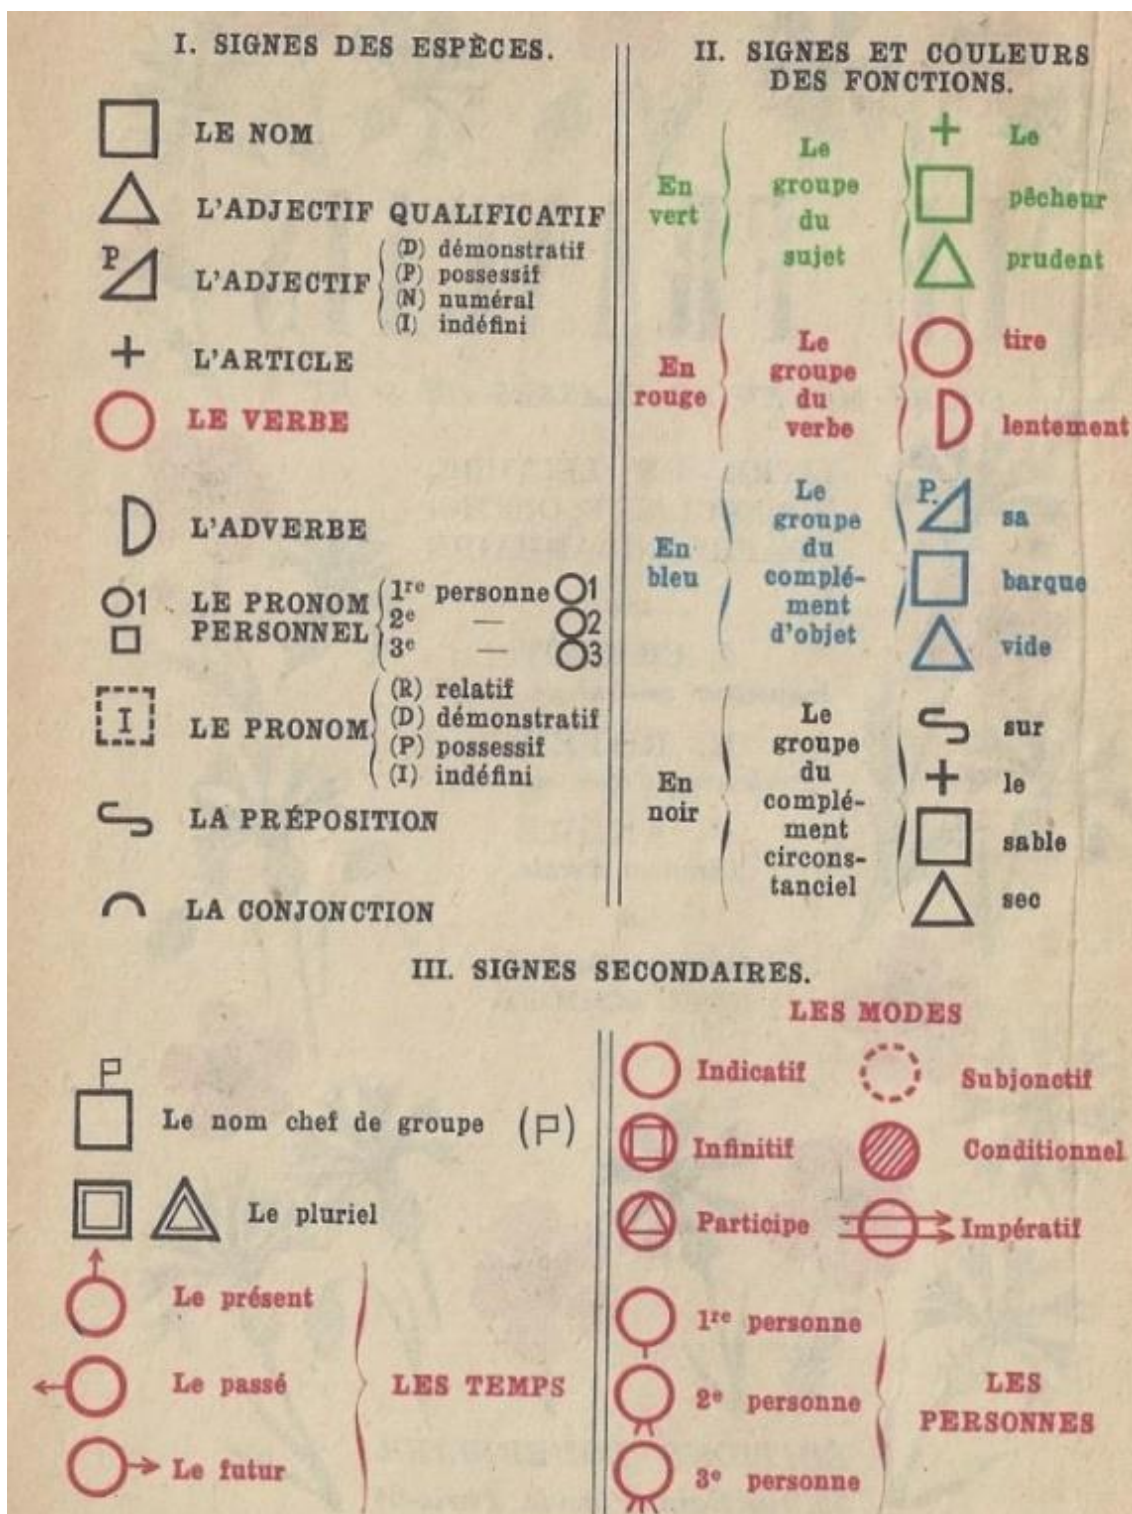 I. SIGNES DES ESPÈCES.
LE NOM
L'ADJECTIF QUALIFICATIF
P
L'ADJECTIF
(D) démonstratif
(P) possessif
(N) numéral
(I) indéfini
L'ARTICLE
LE VERBE
L'ADVERBE
1
LE PRONOM
PERSONNEL
1re personne 1
2e — 2
3e — 3
I
LE PRONOM
(R) relatif
(D) démonstratif
(P) possessif
(I) indéfini
LA PRÉPOSITION
LA CONJONCTION
II. SIGNES ET COULEURS
DES FONCTIONS.
En
vert
Le
groupe
du
sujet
Le
pêcheur
prudent
En
rouge
Le
groupe
du
verbe
tire
lentement
En
bleu
Le
groupe
du
complé-
ment
d'objet
P.
sa
barque
vide
En
noir
Le
groupe
du
complé-
ment
circons-
tanciel
sur
le
sable
sec
III. SIGNES SECONDAIRES.
Le nom chef de groupe ( )
Le pluriel
Le présent
Le passé
Le futur
LES TEMPS
LES MODES
Indicatif
Subjonctif
Infinitif
Conditionnel
Participe
Impératif
1re personne
2e personne
3e personne
LES
PERSONNES